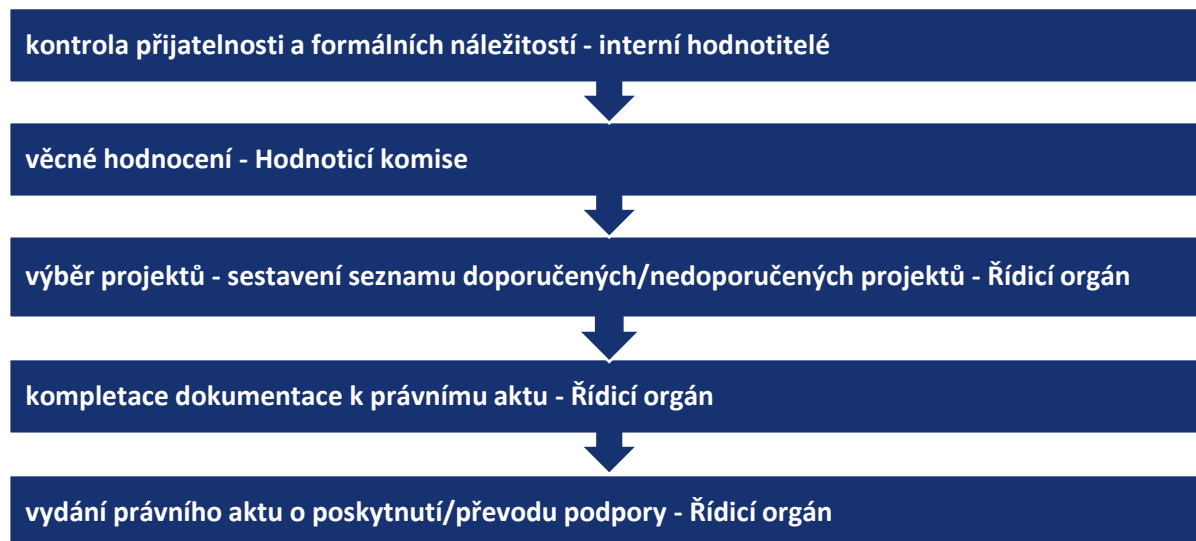 kontrola přijatelnosti a formálních náležitostí - interní hodnotitelé
věcné hodnocení - Hodnoticí komise
výběr projektů - sestavení seznamu doporučených/nedoporučených projektů - Řídicí orgán
kompletace dokumentace k právnímu aktu - Řídicí orgán
vydání právního aktu o poskytnutí/převodu podpory - Řídicí orgán